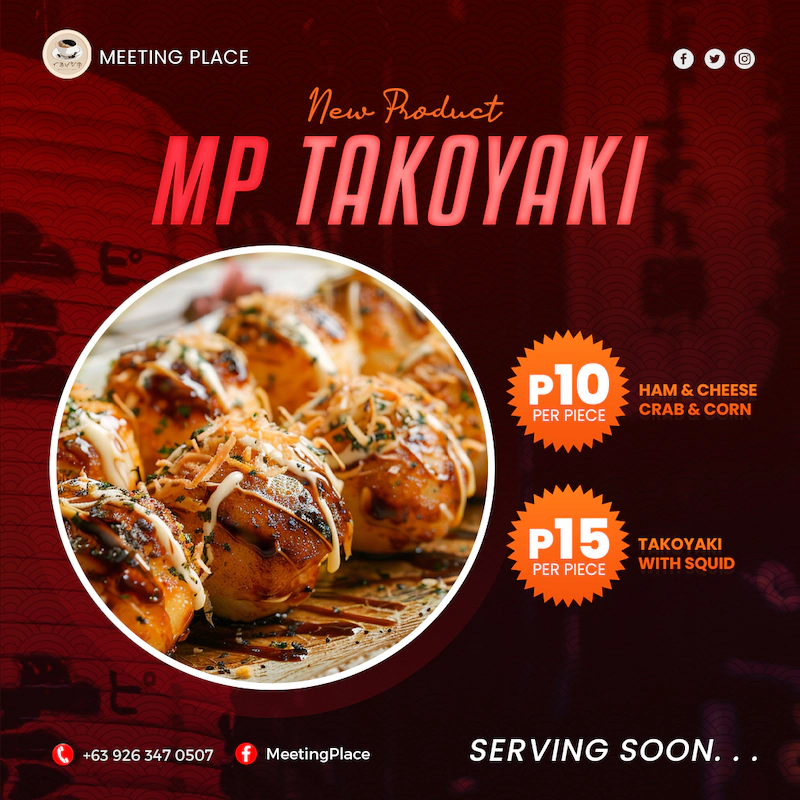 MEETING PLACE
New Product
MP TAKOYAKI
P10
PER PIECE
HAM & CHEESE
CRAB & CORN
P15
PER PIECE
TAKOYAKI
WITH SQUID
+63 926 347 0507
MeetingPlace
SERVING SOON. . .